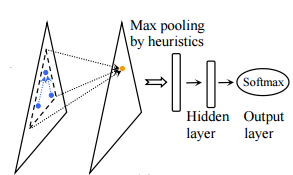 Max pooling
by heuristics
Softmax
Hidden
layer
Output
layer